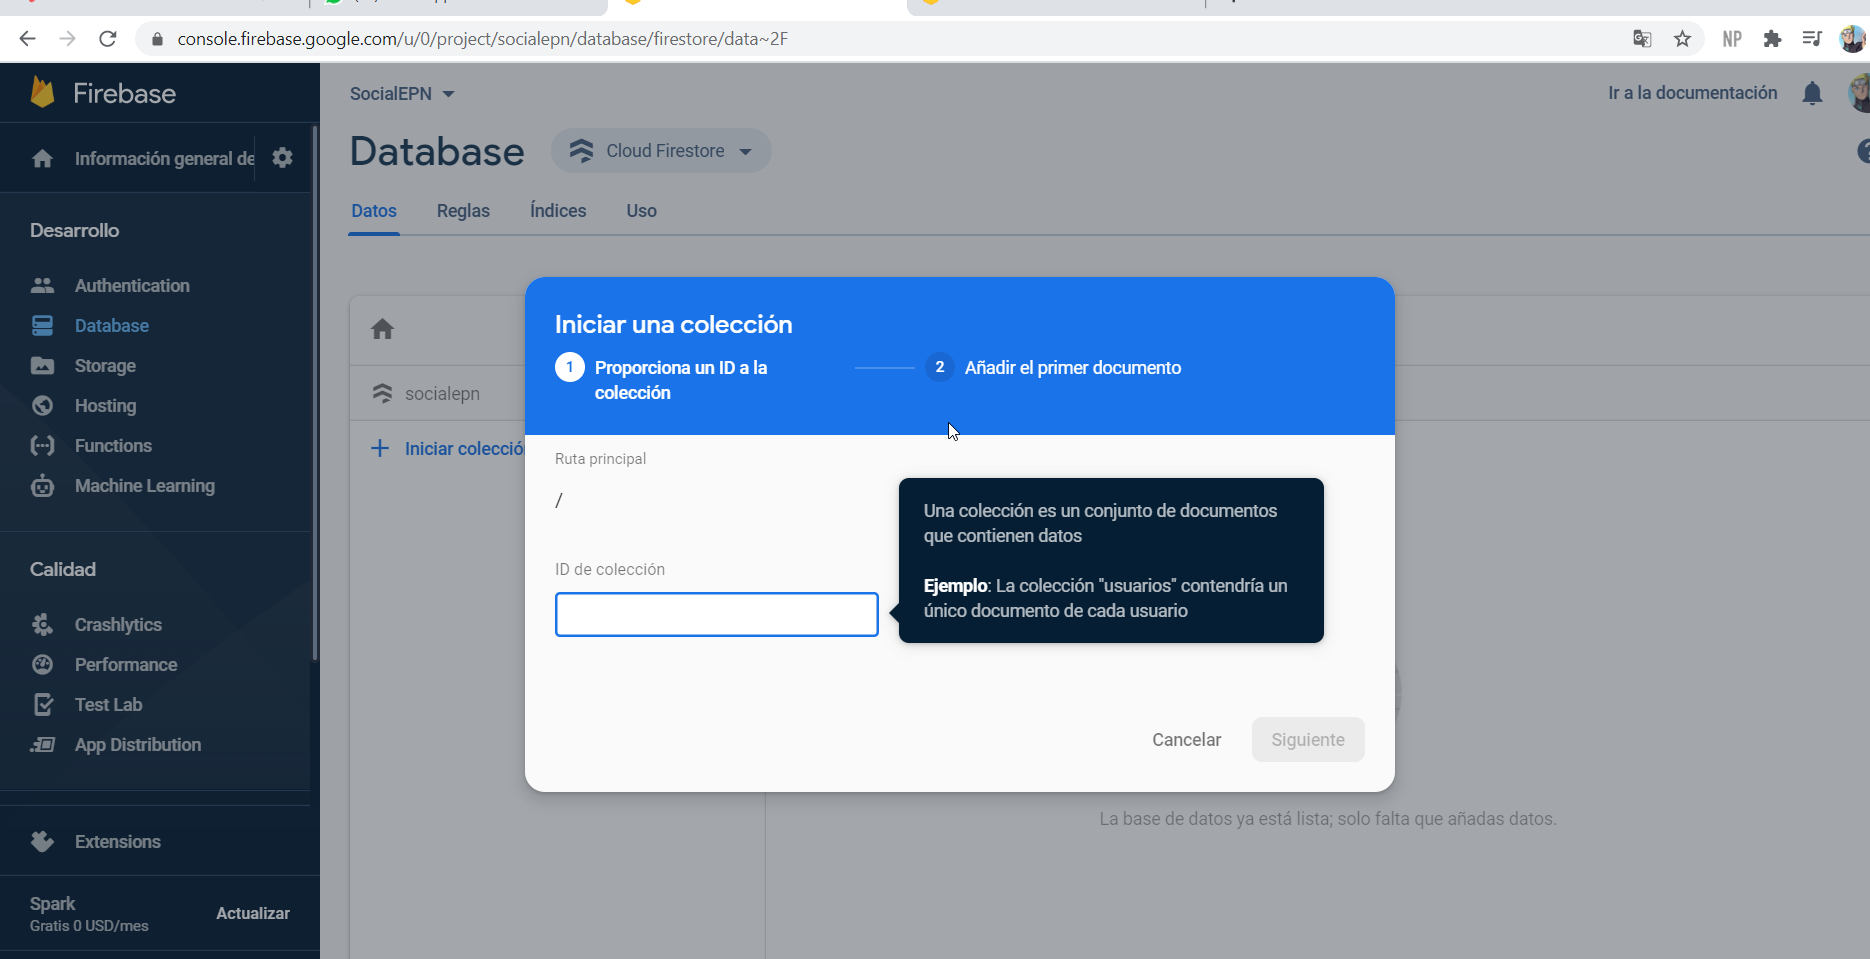 console.firebase.google.com/u/0/project/socialepn/database/firestore/data~2F
NP
Firebase
SocialEPN
Ir a la documentación
Información general de
Database
Cloud Firestore
Datos
Reglas
Índices
Uso
Desarrollo
Authentication
Database
Storage
Hosting
Functions
Machine Learning
Calidad
Crashlytics
Performance
Test Lab
App Distribution
Extensions
Spark
Gratis 0 USD/mes
Actualizar
socialepn
Iniciar colección
Iniciar una colección
1
Proporciona un ID a la
colección
2
Añadir el primer documento
Ruta principal
/
ID de colección
Una colección es un conjunto de documentos
que contienen datos
Ejemplo: La colección "usuarios" contendría un
único documento de cada usuario
Cancelar
Siguiente
La base de datos ya está lista; solo falta que añadas datos.